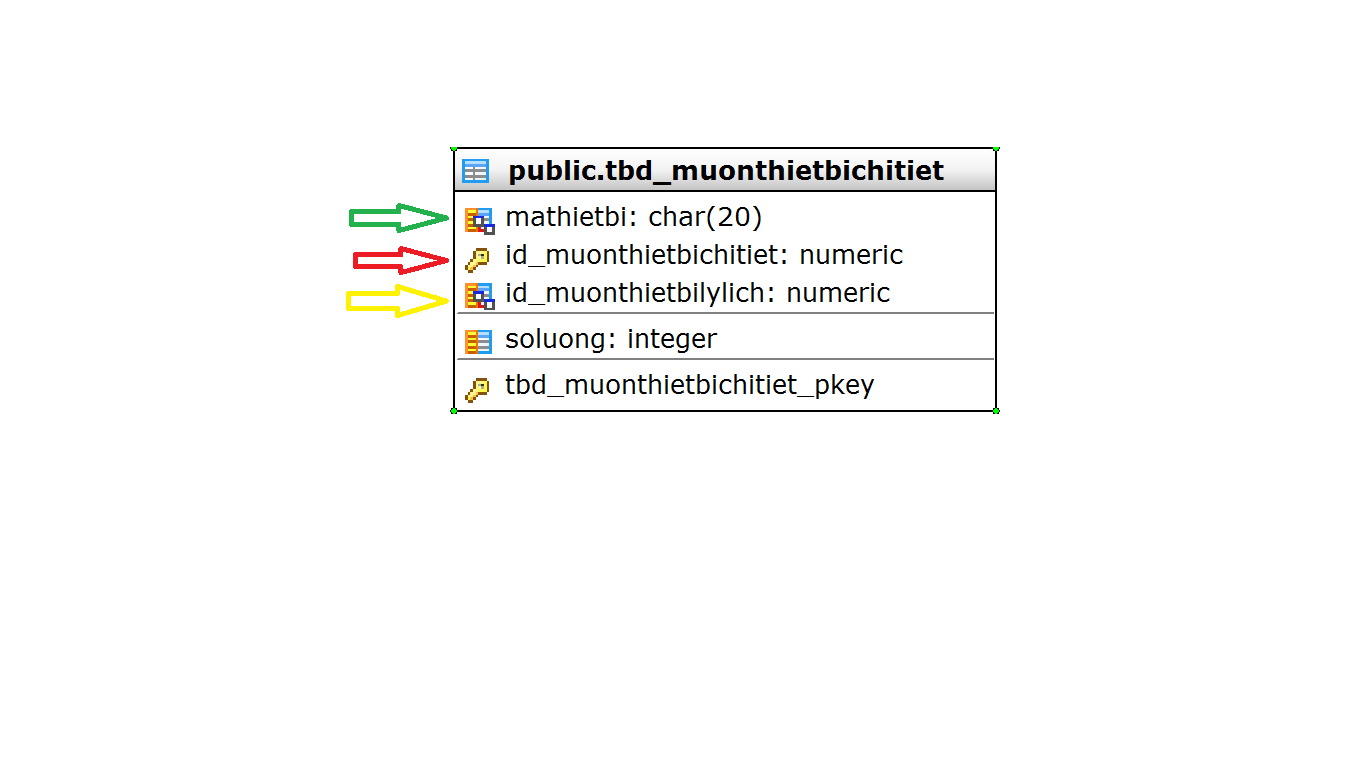 public.tbd_muonthietbichitiet
mathietbi: char(20)
id_muonthietbichitiet: numeric
id_muonthietbilylich: numeric
soluong: integer
tbd_muonthietbichitiet_pkey